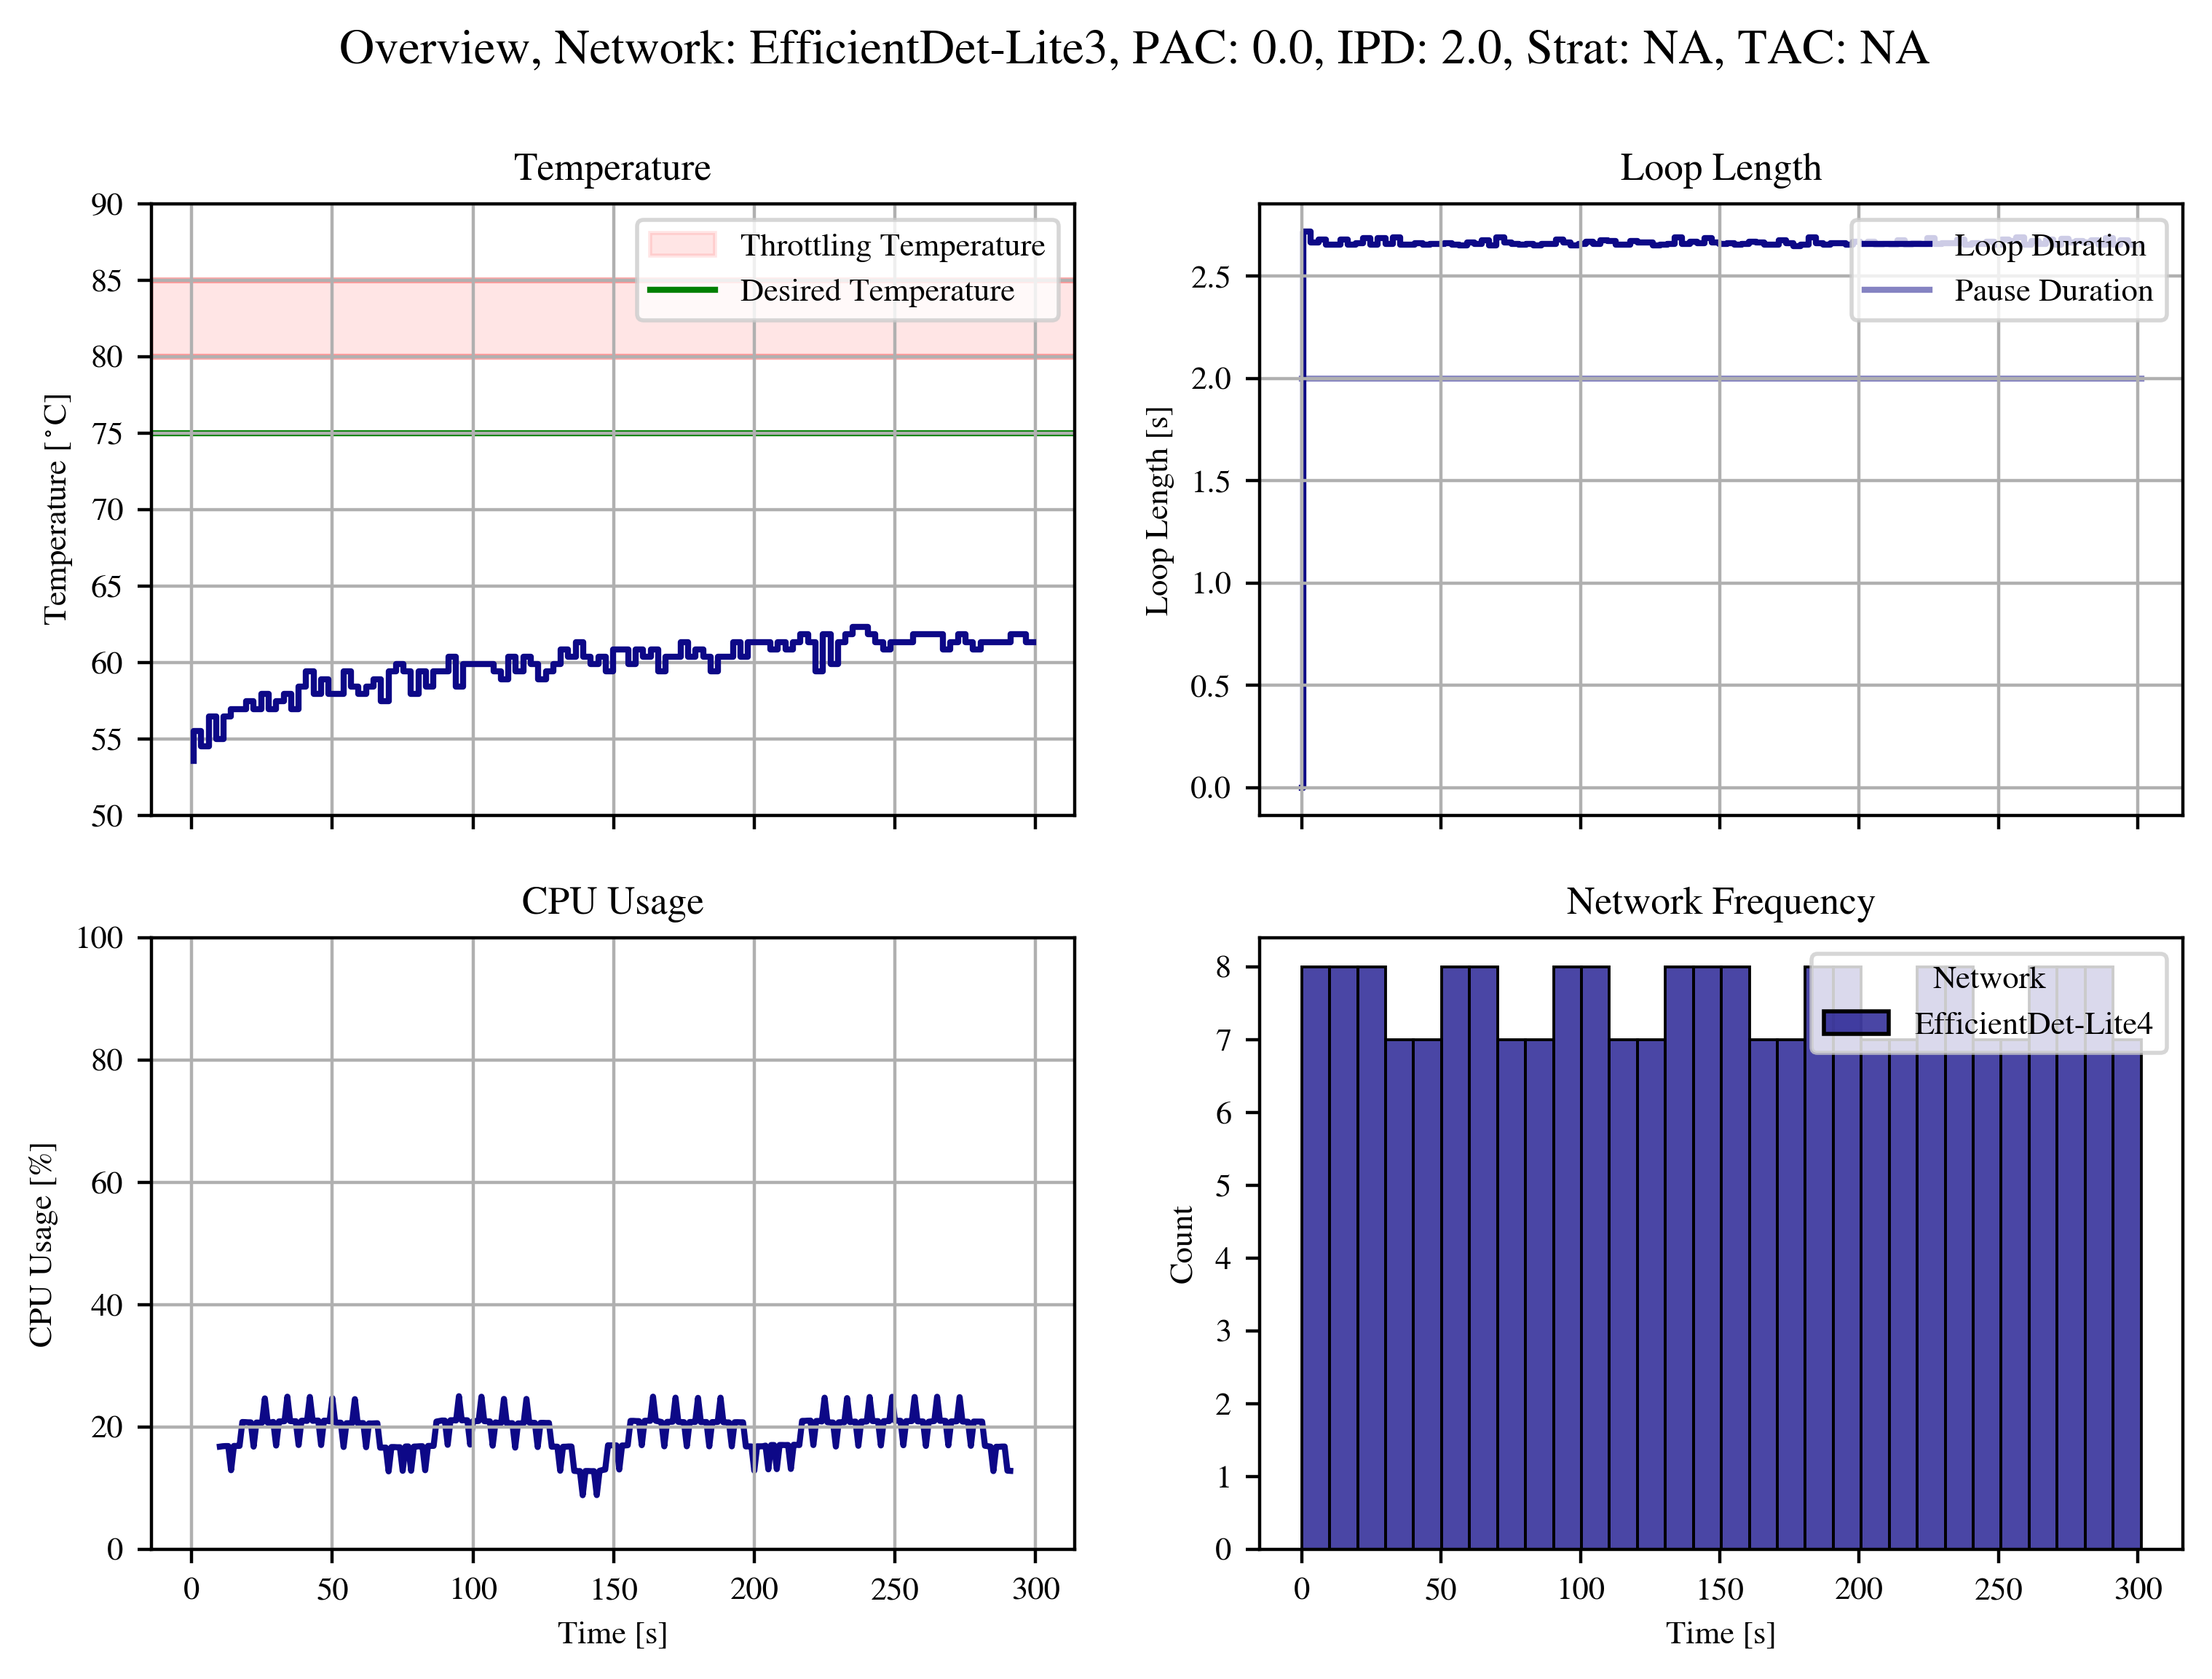 Overview, Network: EfficientDet-Lite3, PAC: 0.0, IPD: 2.0, Strat: NA, TAC: NA
Temperature
90
85
80
75
70
65
60
55
50
Temperature [°C]
Throttling Temperature
Desired Temperature
Loop Length
2.5
2.0
1.5
1.0
0.5
0.0
Loop Length [s]
Loop Duration
Pause Duration
CPU Usage
100
80
60
40
20
0
CPU Usage [%]
0 50 100 150 200 250 300
Time [s]
Network Frequency
8
7
6
5
4
3
2
1
0
Count
Network
EfficientDet-Lite4
0 50 100 150 200 250 300
Time [s]